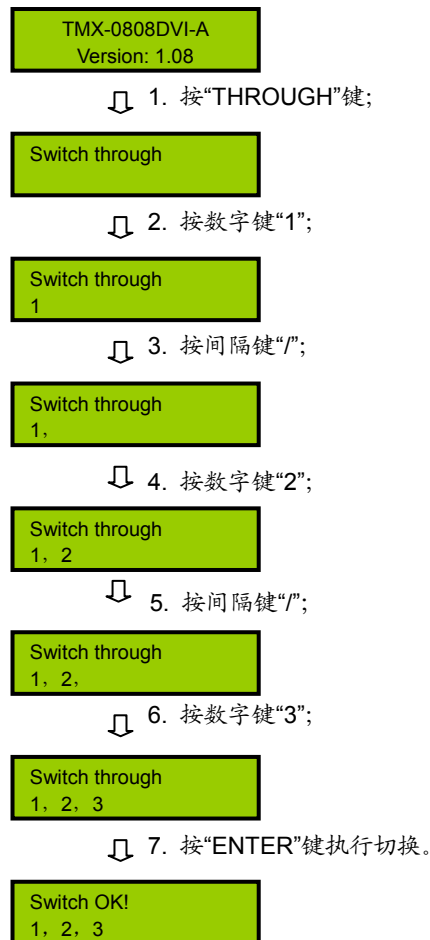 TMX-0808DVI-A
Version: 1.08
1. 按“THROUGH”键;
Switch through
2. 按数字键“1”;
Switch through
1
3. 按间隔键“/”;
Switch through
1,
4. 按数字键“2”;
Switch through
1, 2
5. 按间隔键“/”;
Switch through
1, 2,
6. 按数字键“3”;
Switch through
1, 2, 3
7. 按“ENTER”键执行切换。
Switch OK!
1, 2, 3